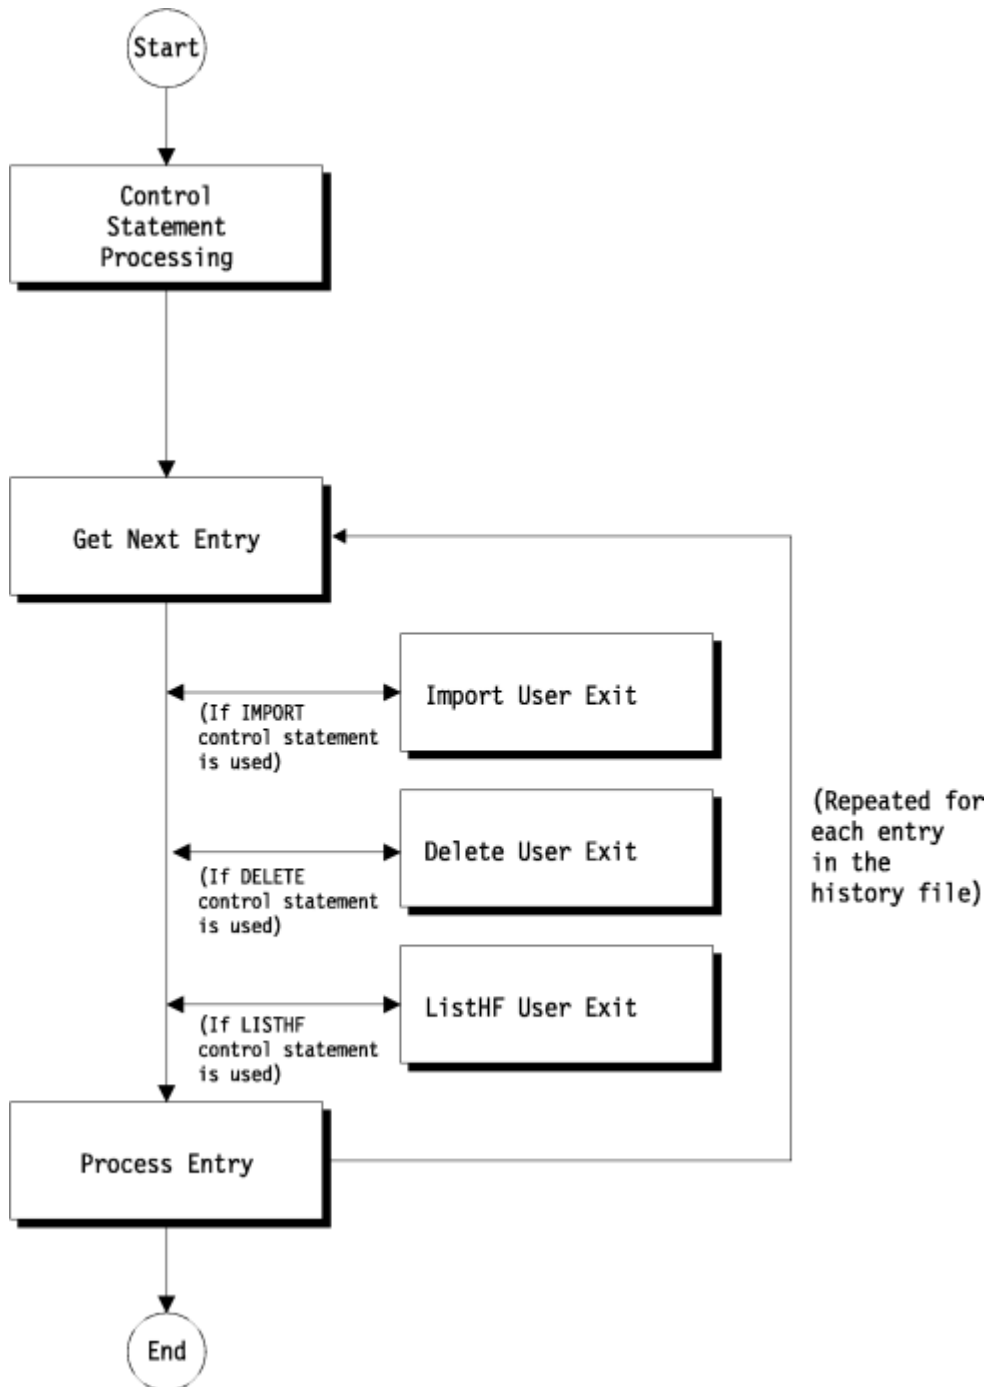 Start
Control
Statement
Processing
Get Next Entry
Import User Exit
(If IMPORT
control statement
is used)
Delete User Exit
(If DELETE
control statement
is used)
(Repeated for
each entry
in the
history file)
ListHF User Exit
(If LISTHF
control statement
is used)
Process Entry
End